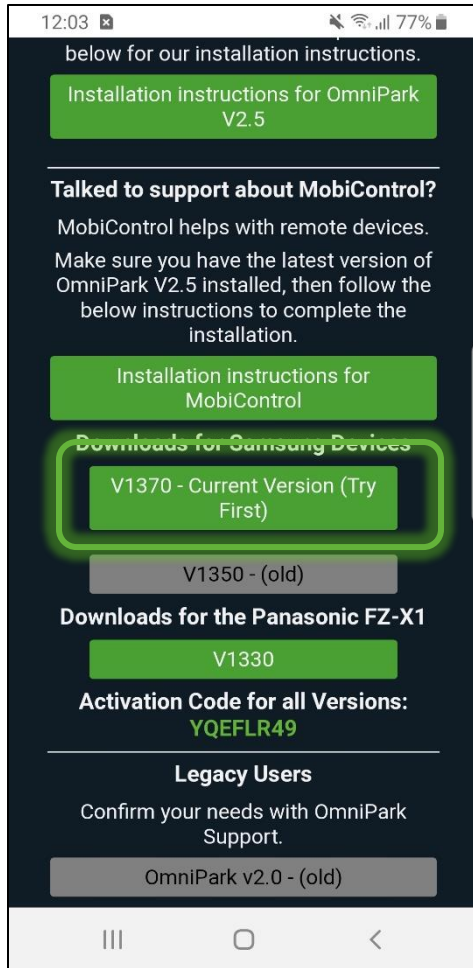 12:03 77%
below for our installation instructions.
Installation instructions for OmniPark
V2.5
Talked to support about MobiControl?
MobiControl helps with remote devices.
Make sure you have the latest version of
OmniPark V2.5 installed, then follow the
below instructions to complete the
installation.
Installation instructions for
MobiControl
Downloads for Samsung Devices
V1370 - Current Version (Try
First)
V1350 - (old)
Downloads for the Panasonic FZ-X1
V1330
Activation Code for all Versions:
YQEFLR49
Legacy Users
Confirm your needs with OmniPark
Support.
OmniPark v2.0 - (old)